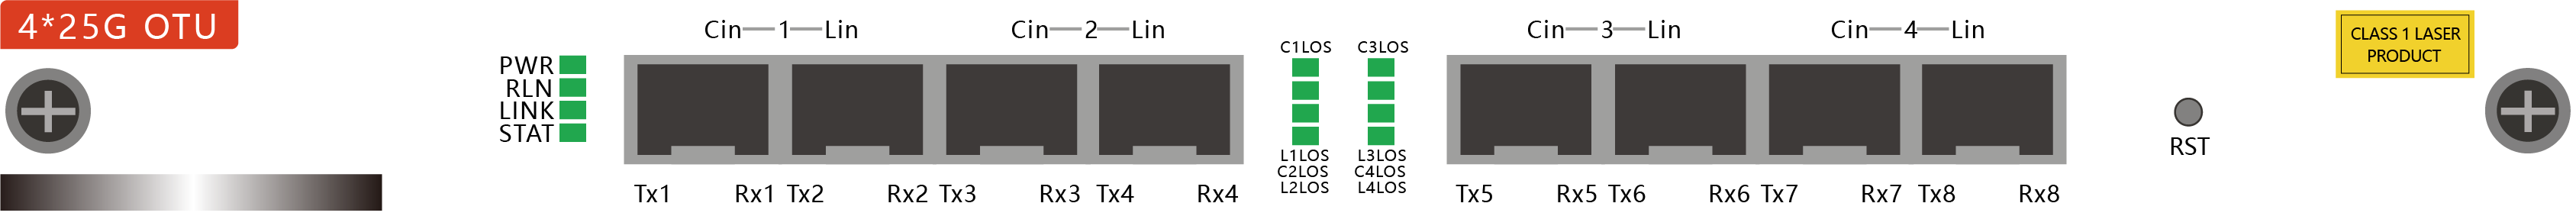 4*25G OTU
PWR
RLN
LINK
STAT
Cin—1—Lin
Cin—2—Lin
Tx1 Rx1 Tx2 Rx2 Tx3 Rx3 Tx4 Rx4
C1LOS C3LOS
L1LOS L3LOS
C2LOS C4LOS
L2LOS L4LOS
Cin—3—Lin
Cin—4—Lin
Tx5 Rx5 Tx6 Rx6 Tx7 Rx7 Tx8 Rx8
RST
CLASS 1 LASER
PRODUCT